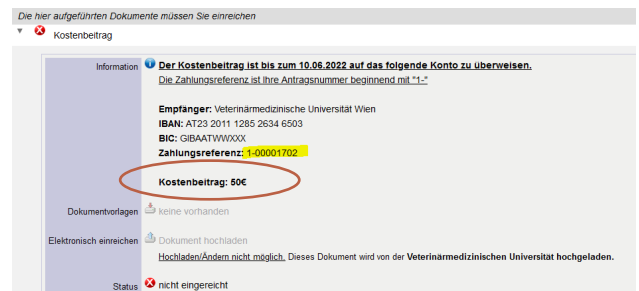 Die hier aufgeführten Dokumente müssen Sie einreichen
Kostenbeitrag
Information
Der Kostenbeitrag ist bis zum 10.06.2022 auf das folgende Konto zu überweisen.
Die Zahlungsreferenz ist Ihre Antragsnummer beginnend mit "1-"
Empfänger: Veterinärmedizinische Universität Wien
IBAN: AT23 2011 1285 2634 6503
BIC: GIBAATWWXXX
Zahlungsreferenz: 1-00001702
Kostenbeitrag: 50€
Dokumentvorlagen keine vorhanden
Elektronisch einreichen Dokument hochladen
Hochladen/Ändern nicht möglich. Dieses Dokument wird von der Veterinärmedizinischen Universität hochgeladen.
Status nicht eingereicht